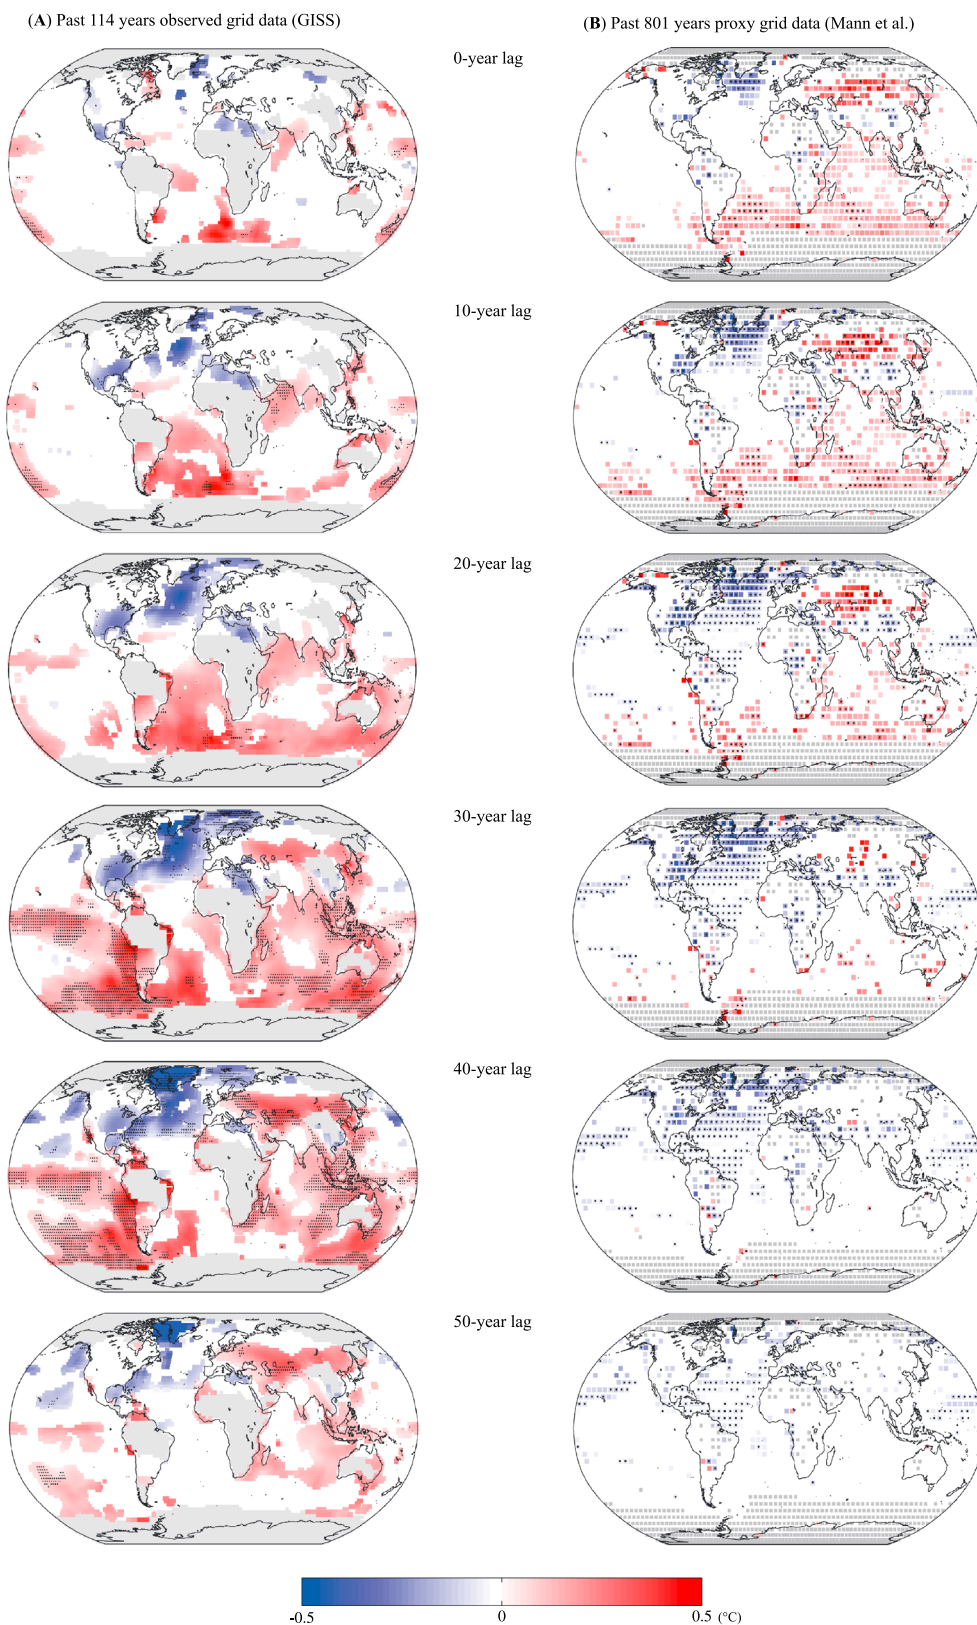 (A) Past 114 years observed grid data (GISS)
(B) Past 801 years proxy grid data (Mann et al.)
0-year lag
10-year lag
20-year lag
30-year lag
40-year lag
50-year lag
-0.5 0 0.5 (°C)